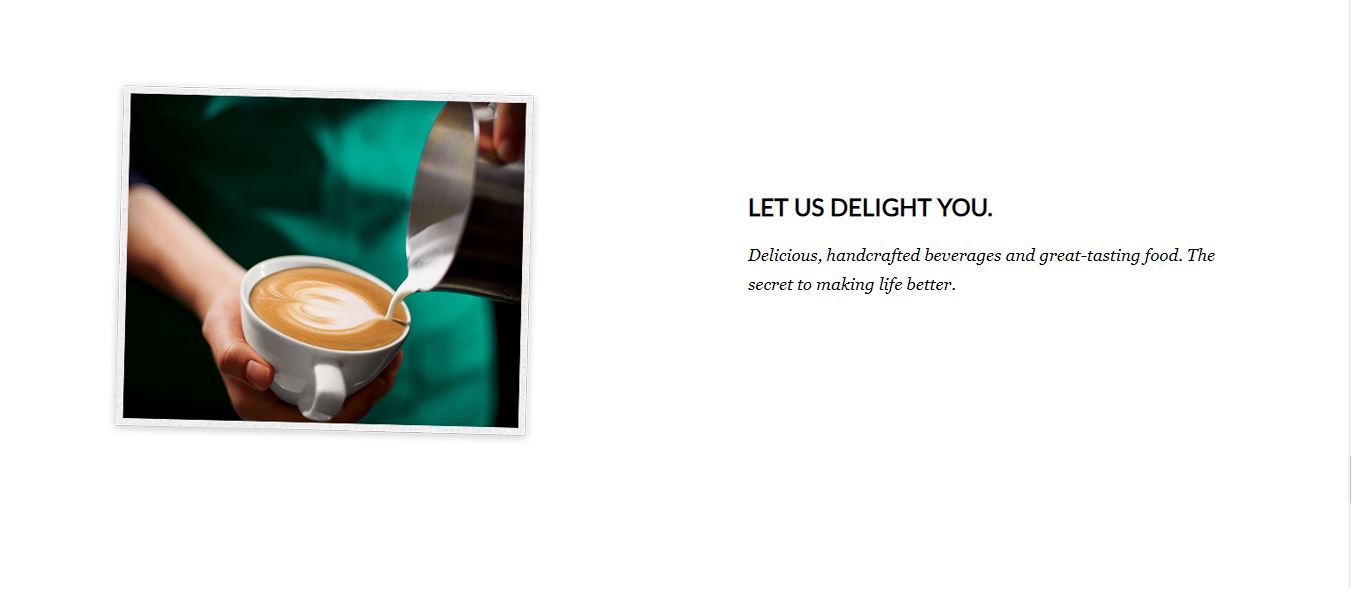 LET US DELIGHT YOU.
Delicious, handcrafted beverages and great-tasting food. The
secret to making life better.